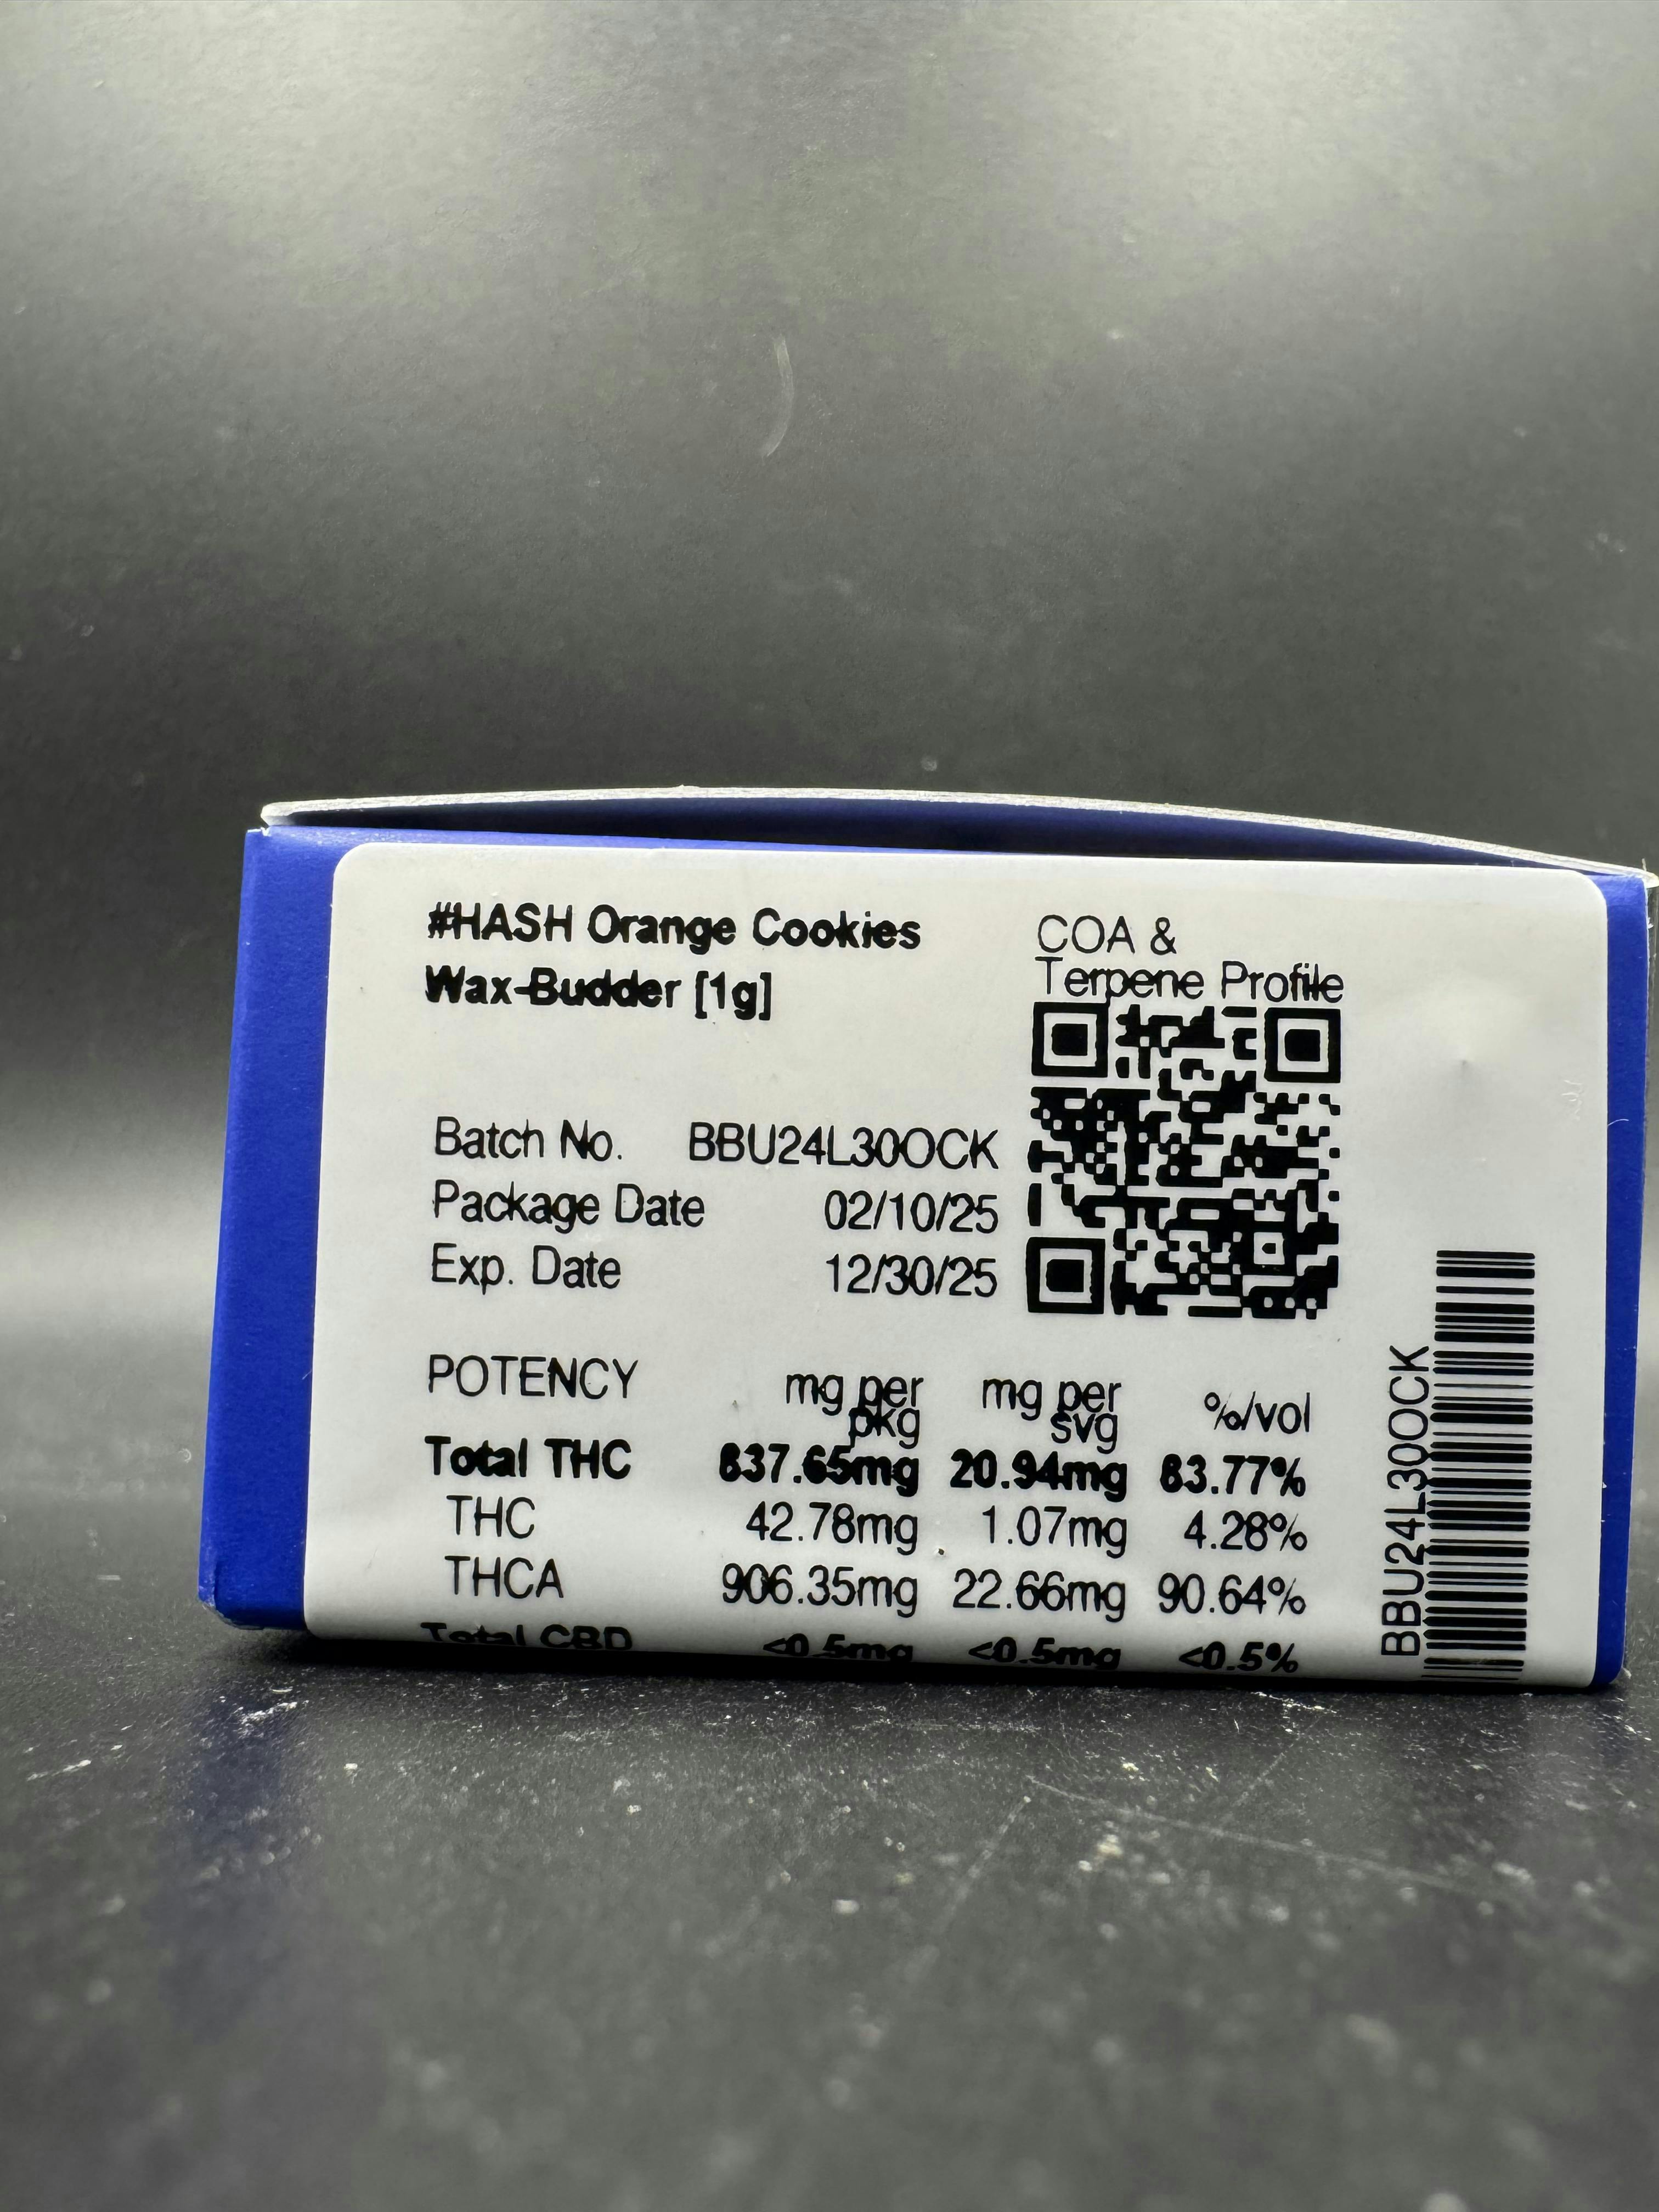 #HASH Orange Cookies
Wax-Budder [1g]
COA &
Terpene Profile
Batch No. BBU24L30OCK
Package Date 02/10/25
Exp. Date 12/30/25
POTENCY mg per pkg mg per svg %/vol
Total THC 837.65mg 20.94mg 83.77%
THC 42.78mg 1.07mg 4.28%
THCA 906.35mg 22.66mg 90.64%
Total CBD <0.5mg <0.5mg <0.5%
BBU24L30OCK